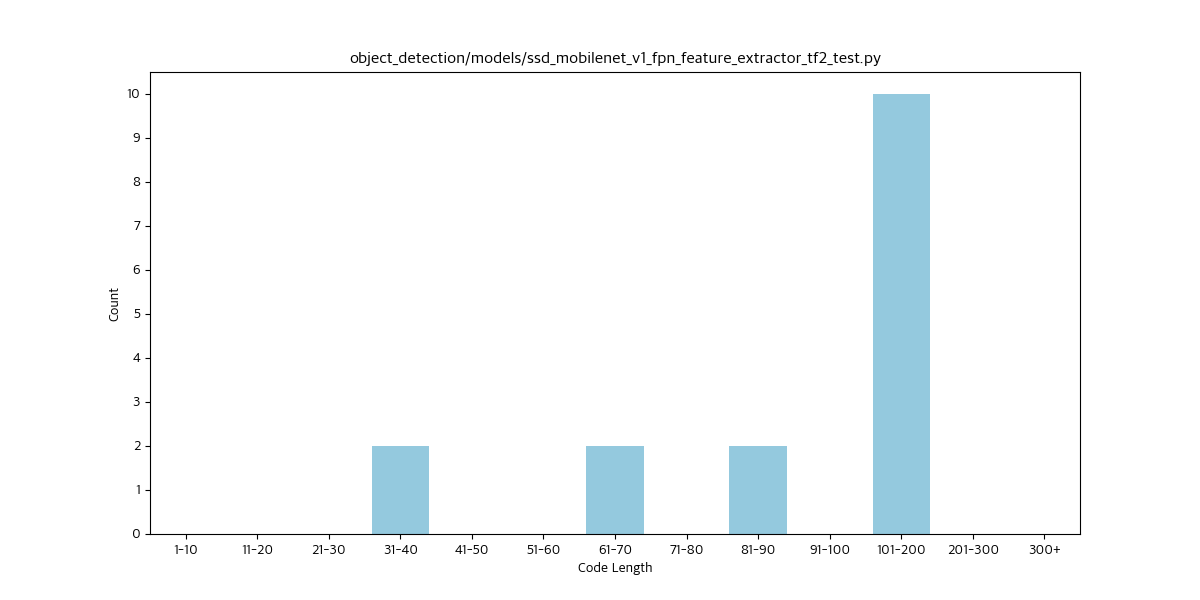 object_detection/models/ssd_mobilenet_v1_fpn_feature_extractor_tf2_test.py
10
9
8
7
6
5
4
3
2
1
0
Count
1-10 11-20 21-30 31-40 41-50 51-60 61-70 71-80 81-90 91-100 101-200 201-300 300+
Code Length